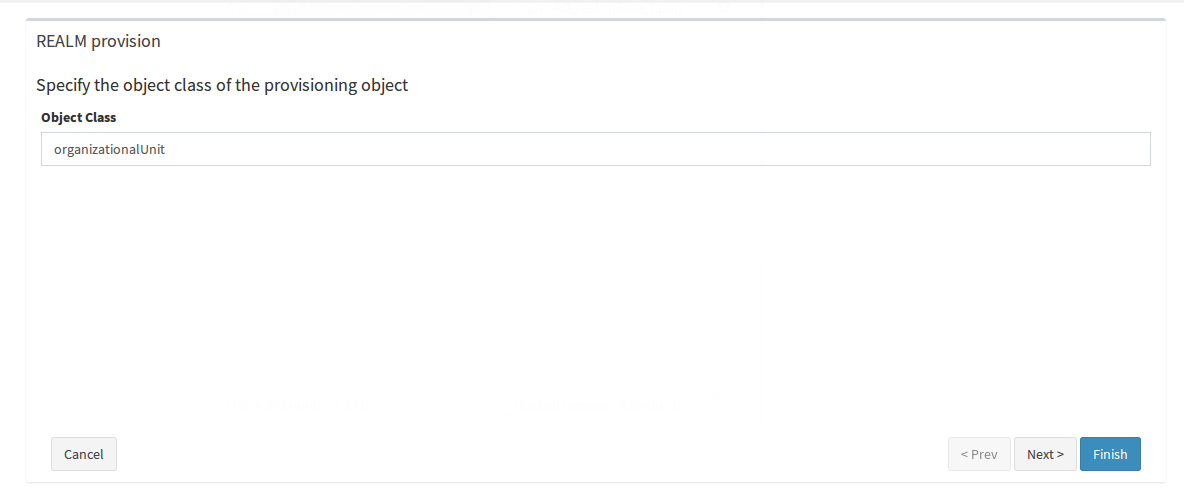 REALM provision
Specify the object class of the provisioning object
Object Class
organizationalUnit
Cancel
< Prev
Next >
Finish